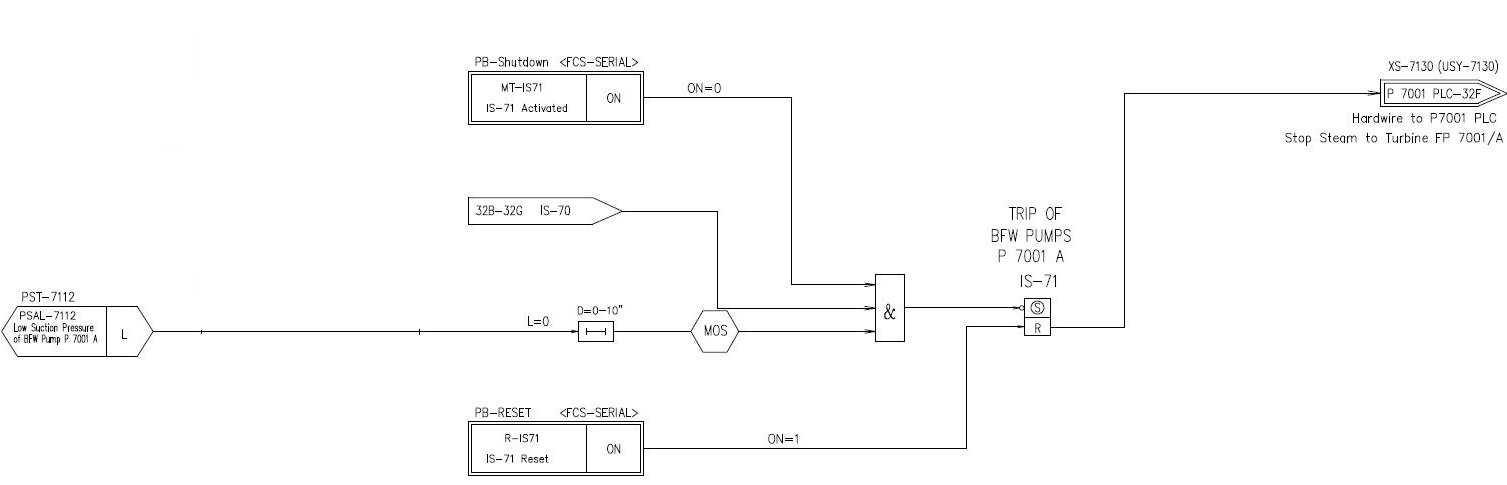 PB-Shutdown <FCS-SERIAL>
MT-IS71
IS-71 Activated
ON
ON=0
XS-7130 (USY-7130)
P 7001 PLC-32F
Hardwire to P7001 PLC
Stop Steam to Turbine FP 7001/A
32B-32G IS-70
TRIP OF
BFW PUMPS
P 7001 A
IS-71
PST-7112
PSAL-7112
Low Suction Pressure
of BFW Pump P 7001 A
L
L=0
D=0-10"
MOS
&
S
R
PB-RESET <FCS-SERIAL>
R-IS71
IS-71 Reset
ON
ON=1